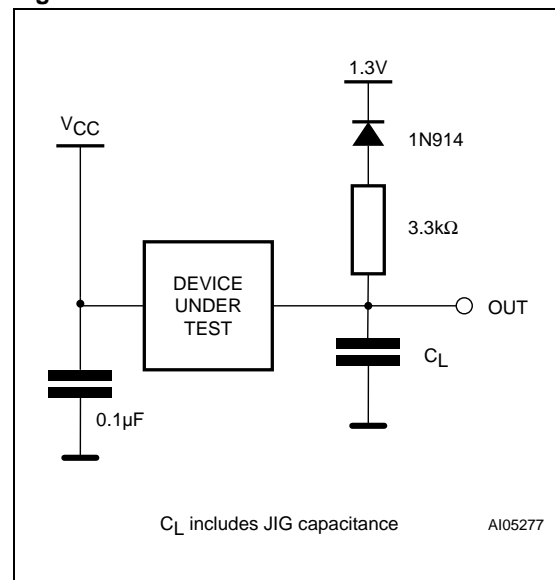 1.3V
VCC
1N914
3.3kΩ
DEVICE
UNDER
TEST
OUT
CL
0.1µF
CL includes JIG capacitance
AI05277